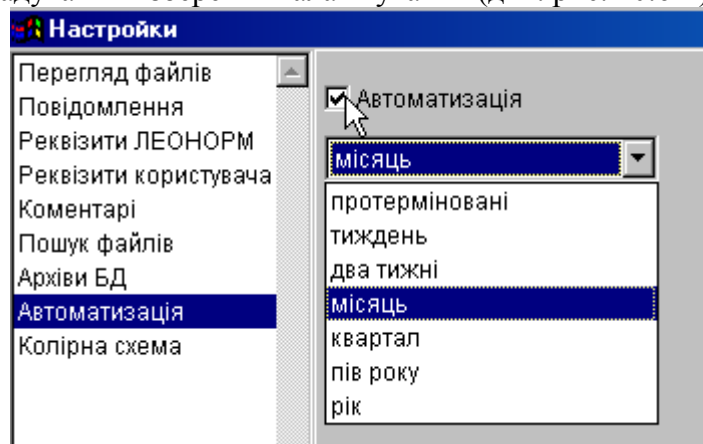 Настройки
Перегляд файлів
Повідомлення
Реквізити ЛЕОНОРМ
Реквізити користувача
Коментарі
Пошук файлів
Архіви БД
Автоматизація
Колірна схема
Автоматизація
місяць
протерміновані
тиждень
два тижні
місяць
квартал
пів року
рік